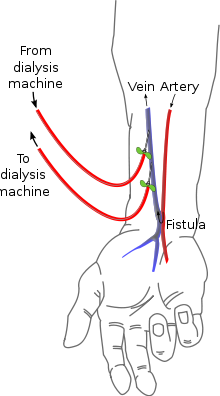 From
dialysis
machine
Vein Artery
To
dialysis
machine
Fistula